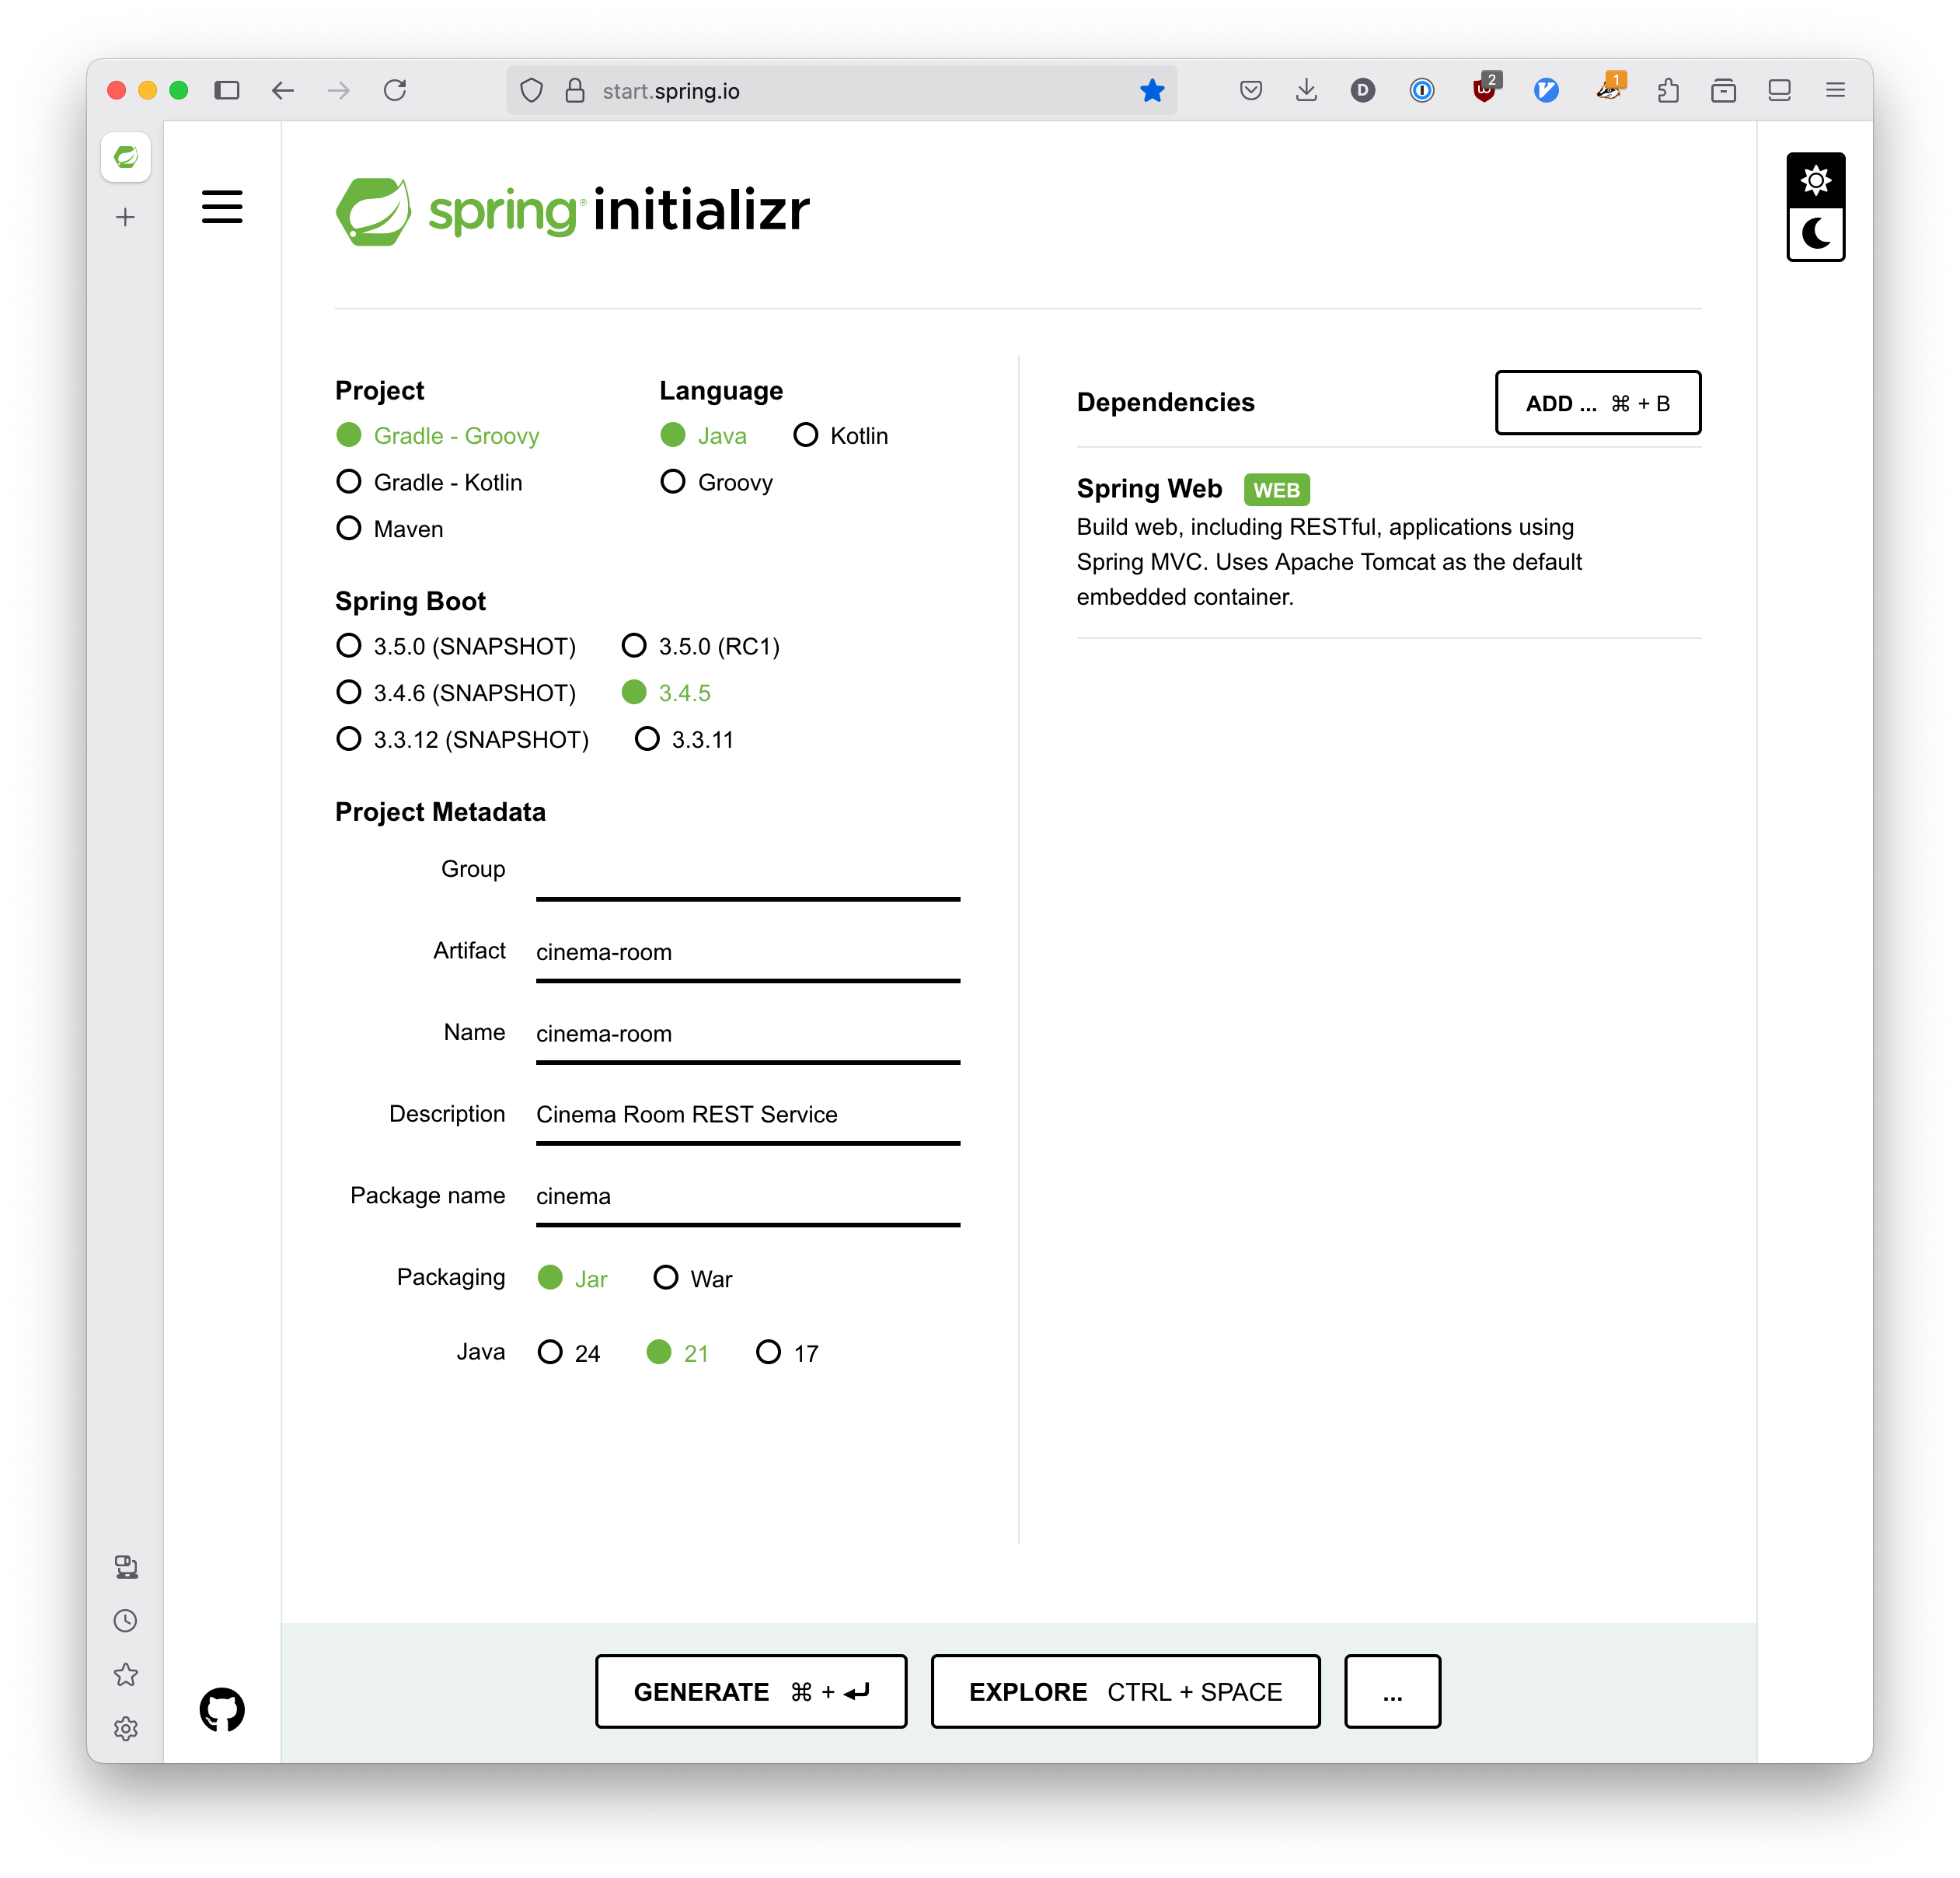 start.spring.io
2
1
D
spring® initializr
Project
Gradle - Groovy
Gradle - Kotlin
Maven
Language
Java
Kotlin
Groovy
Spring Boot
3.5.0 (SNAPSHOT)
3.5.0 (RC1)
3.4.6 (SNAPSHOT)
3.4.5
3.3.12 (SNAPSHOT)
3.3.11
Project Metadata
Group
Artifact cinema-room
Name cinema-room
Description Cinema Room REST Service
Package name cinema
Packaging Jar War
Java 24 21 17
Dependencies
ADD ... ⌘ + B
Spring Web WEB
Build web, including RESTful, applications using
Spring MVC. Uses Apache Tomcat as the default
embedded container.
GENERATE ⌘ + ⏎
EXPLORE CTRL + SPACE
...